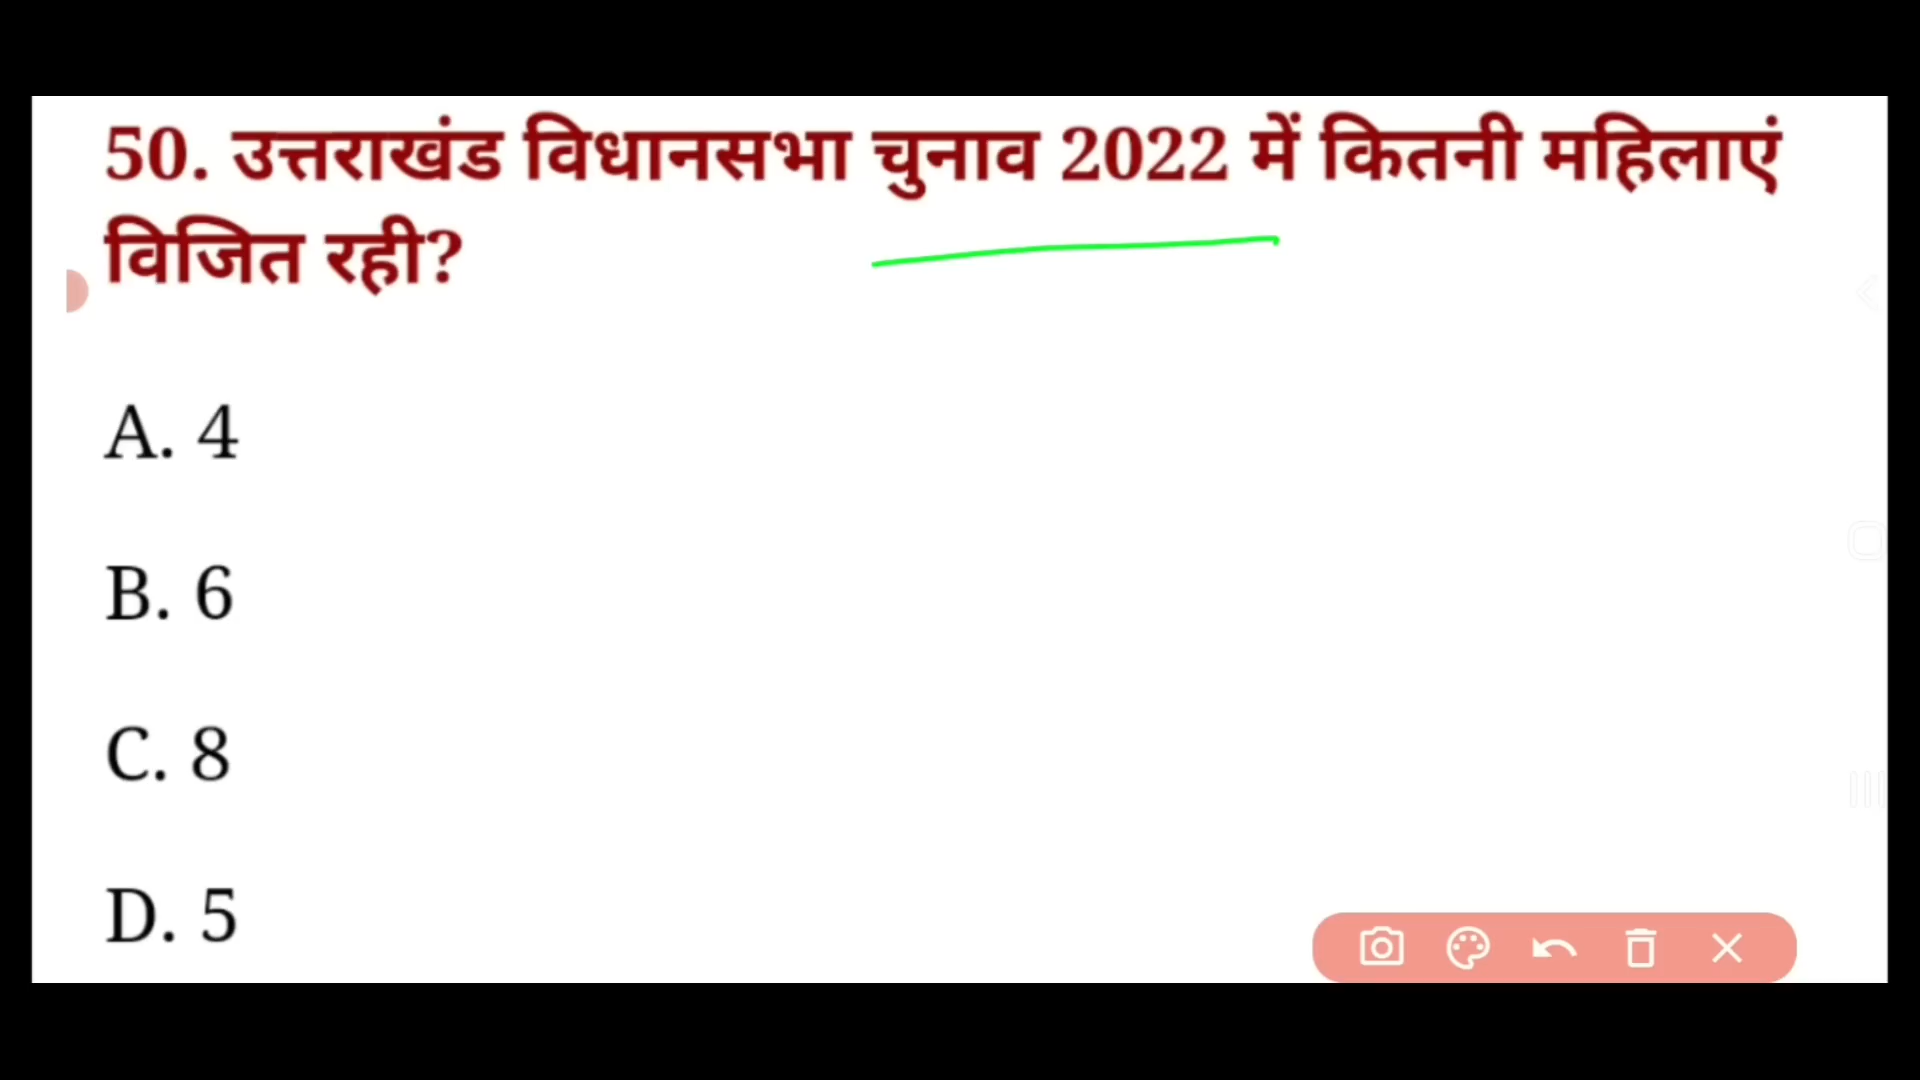 50. उत्तराखंड विधानसभा चुनाव 2022 में कितनी महिलाएं
विजित रही?
A. 4
B. 6
C. 8
D. 5